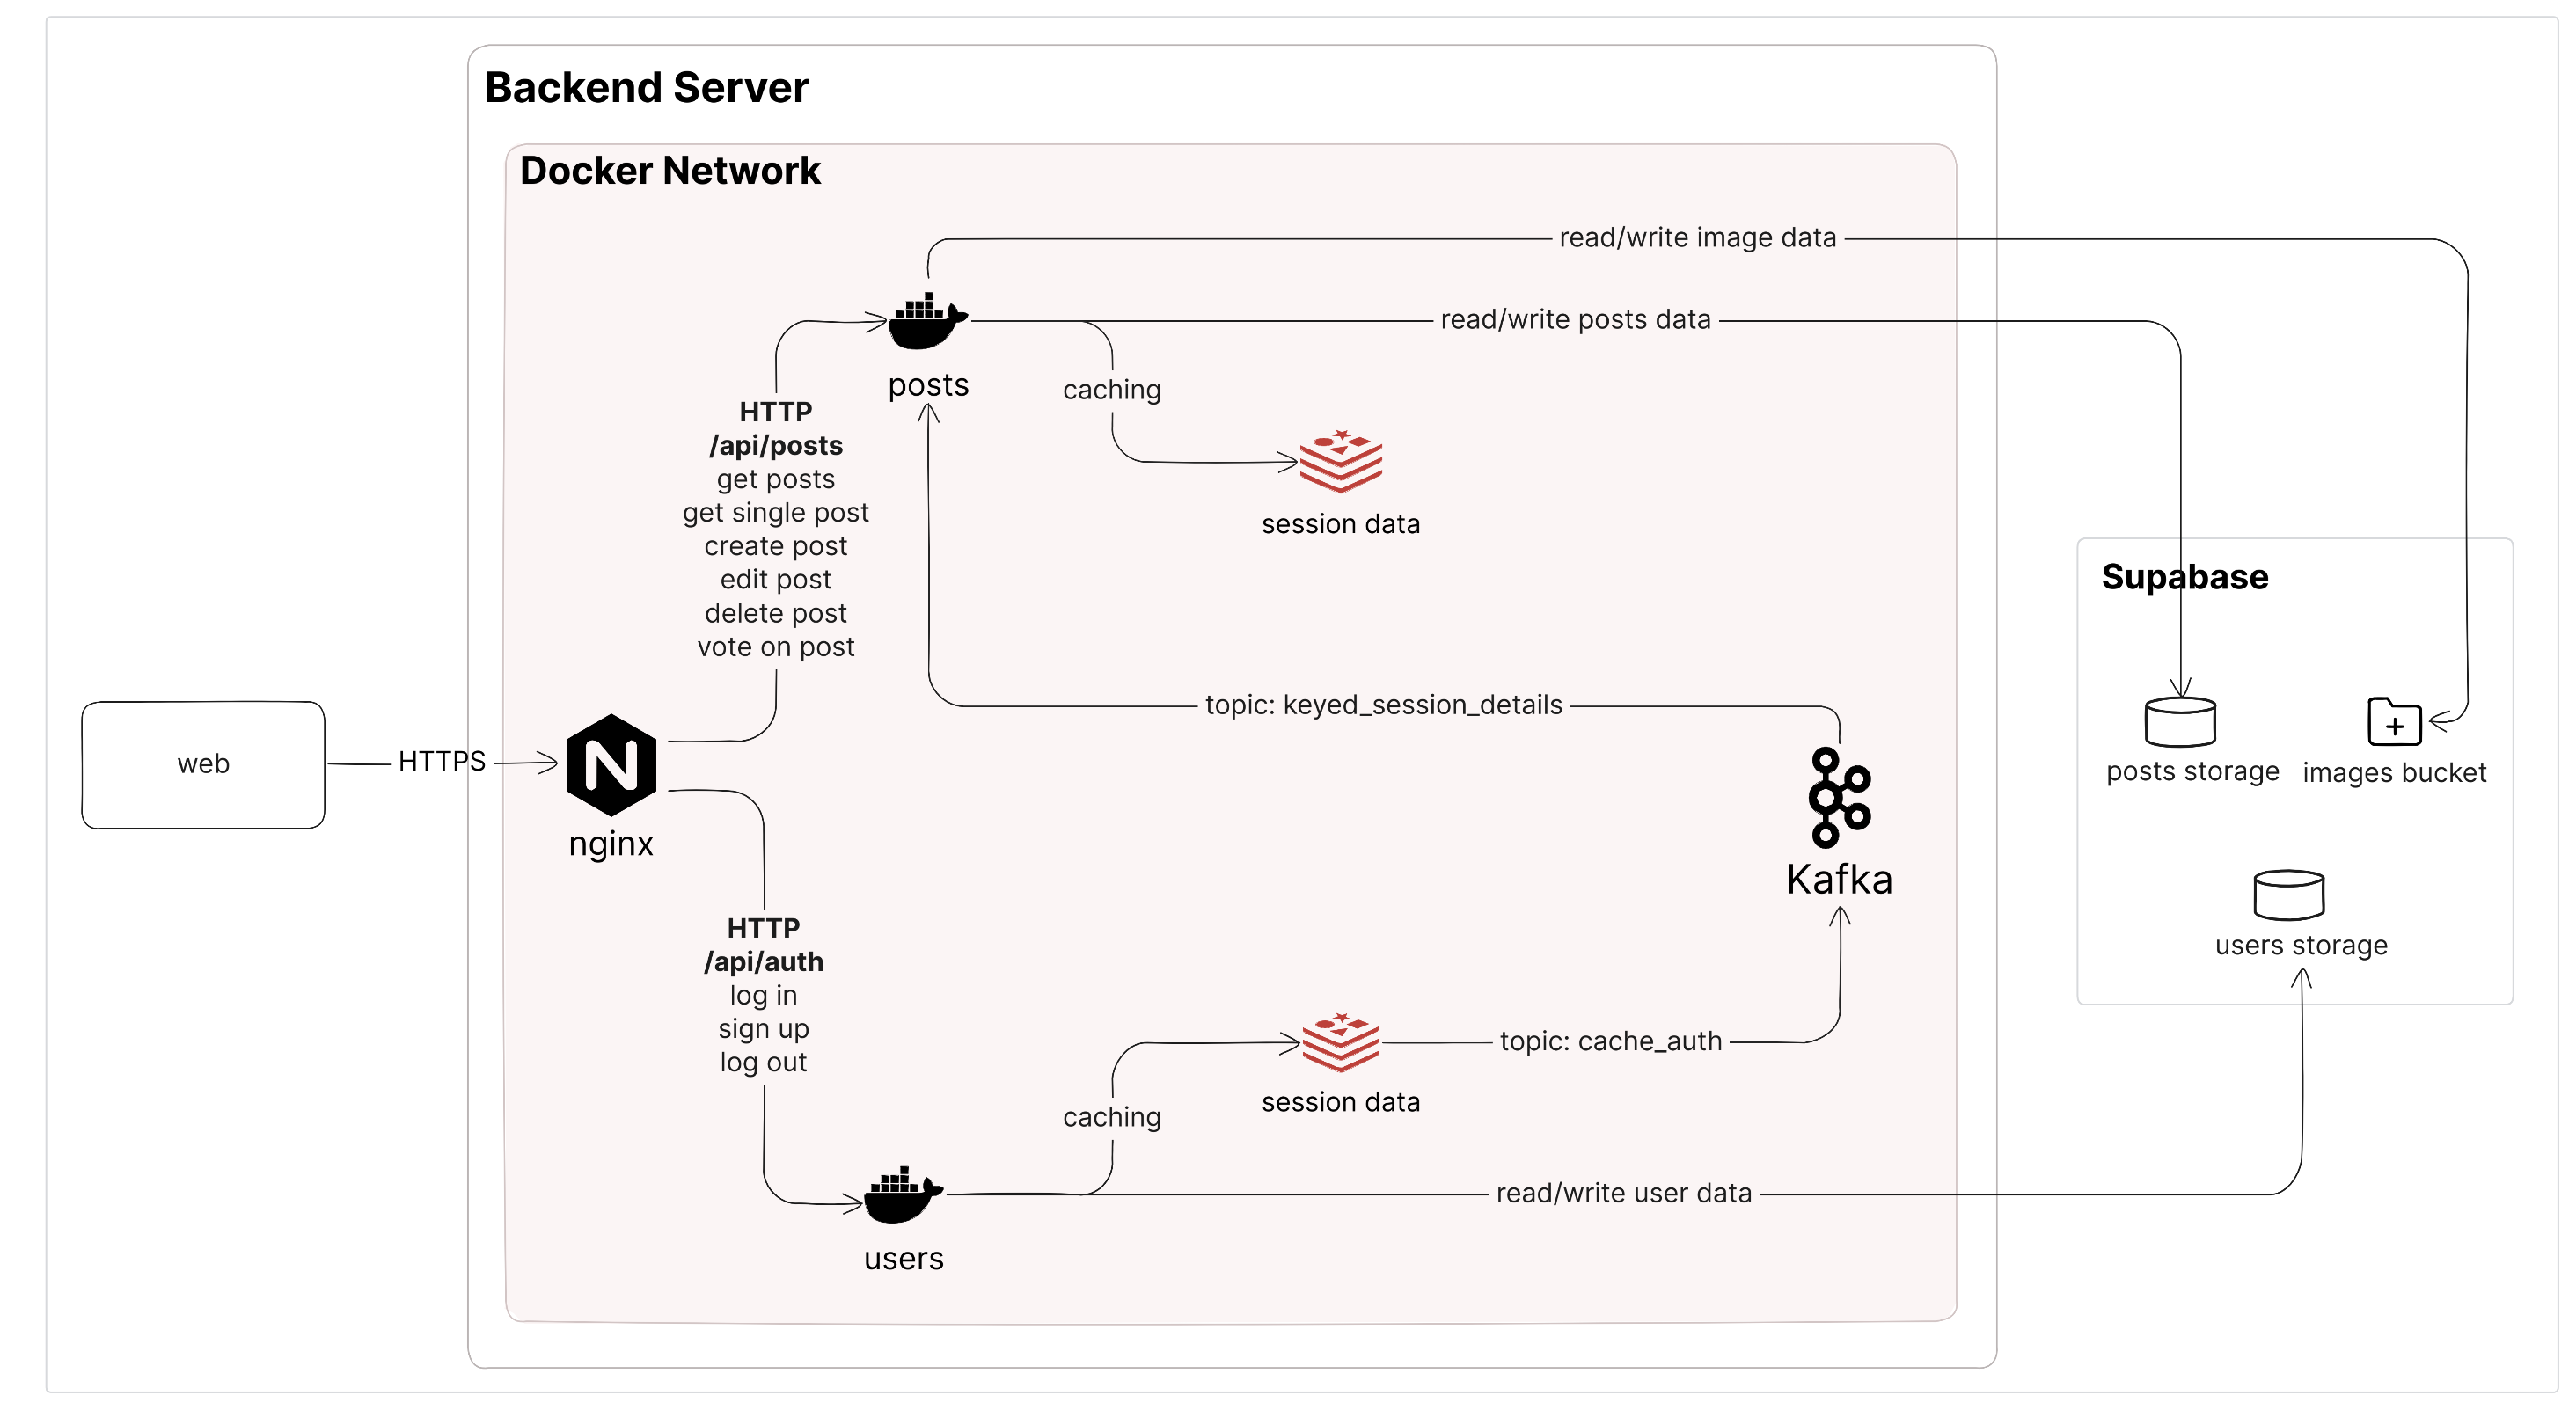 Backend Server
Docker Network
read/write image data
read/write posts data
posts
caching
HTTP
/api/posts
get posts
get single post
create post
edit post
delete post
vote on post
session data
Supabase
topic: keyed_session_details
web
HTTPS
N
nginx
posts storage
images bucket
Kafka
users storage
HTTP
/api/auth
log in
sign up
log out
topic: cache_auth
session data
caching
read/write user data
users